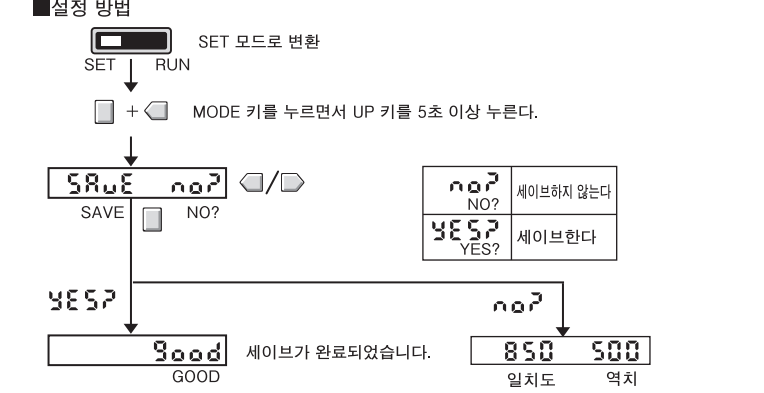 ■설정 방법
SET 모드로 변환
SET RUN
+ MODE 키를 누르면서 UP 키를 5초 이상 누른다.
SAvE no? /
SAVE NO?
no? 세이브하지 않는다
NO?
YES? 세이브한다
YES?
YES? no?
good 세이브가 완료되었습니다.
GOOD
850 500
일치도 역치